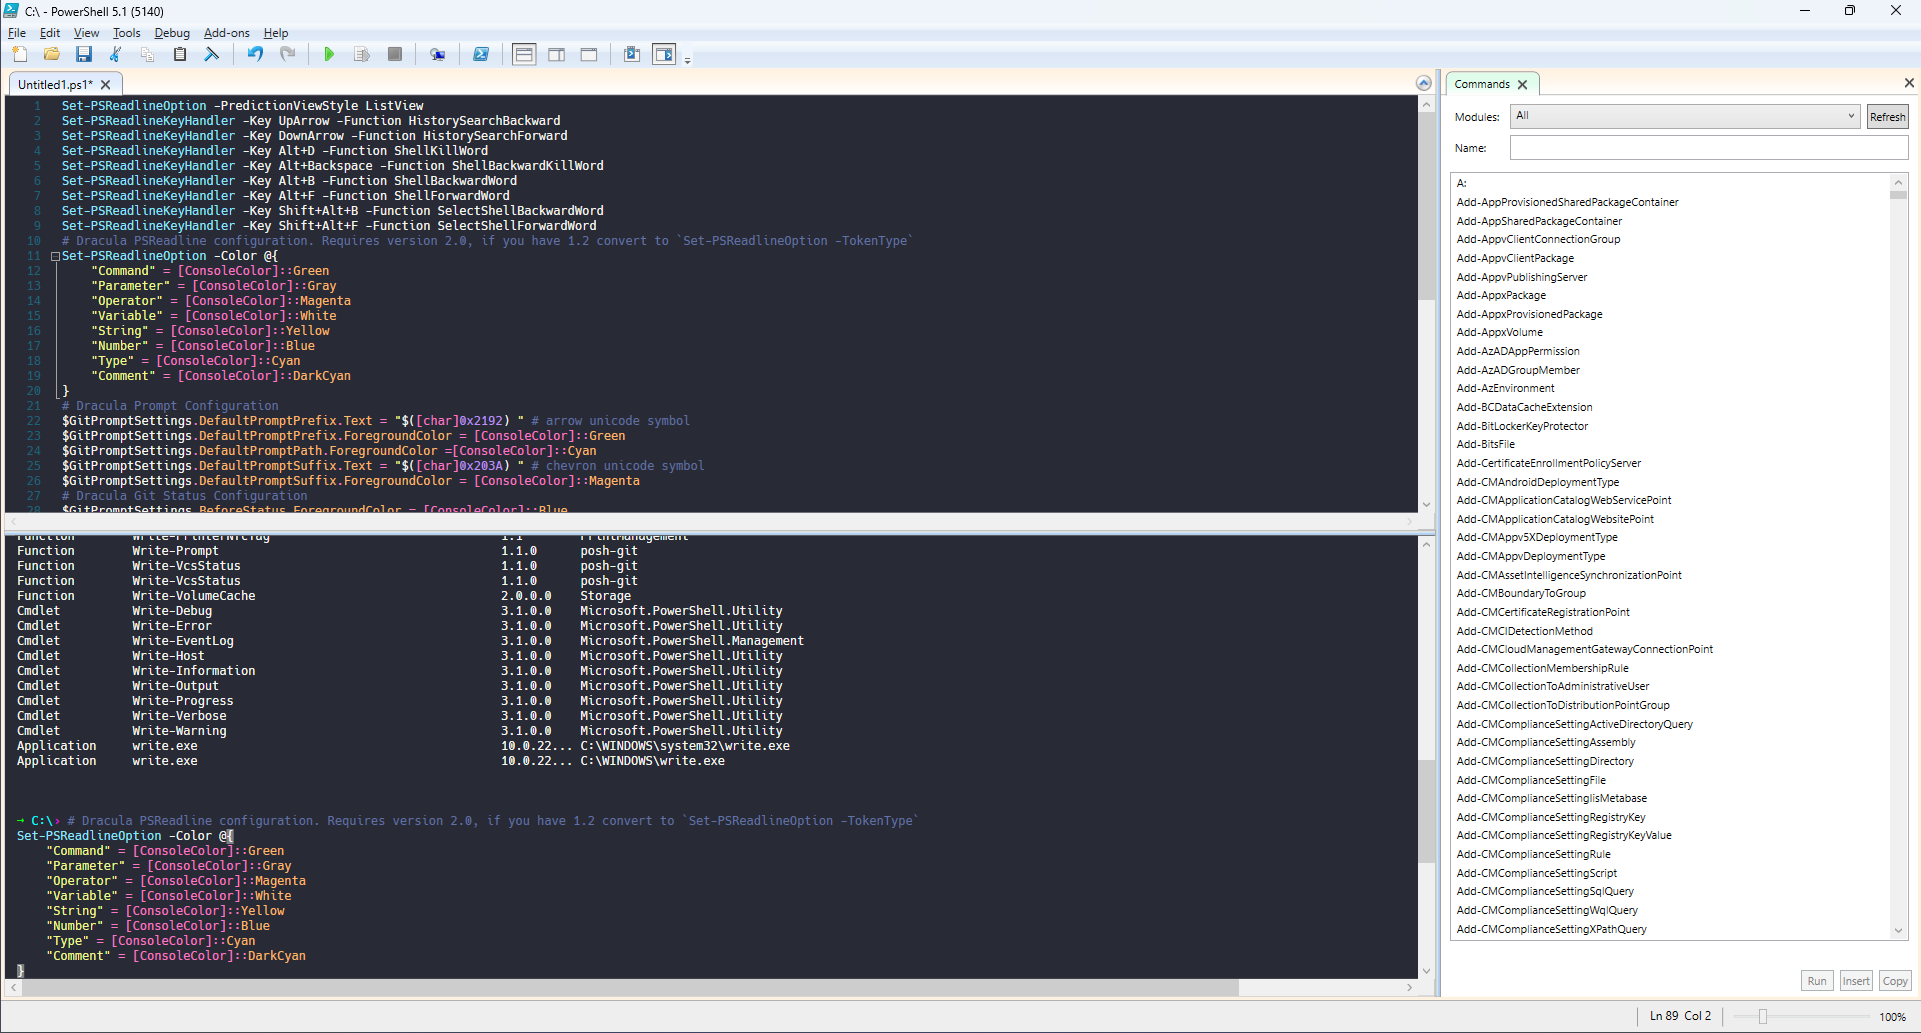 C:\ - PowerShell 5.1 (5140)
File Edit View Tools Debug Add-ons Help
Untitled1.ps1*
1 Set-PSReadlineOption -PredictionViewStyle ListView
2 Set-PSReadlineKeyHandler -Key UpArrow -Function HistorySearchBackward
3 Set-PSReadlineKeyHandler -Key DownArrow -Function HistorySearchForward
4 Set-PSReadlineKeyHandler -Key Alt+D -Function ShellKillWord
5 Set-PSReadlineKeyHandler -Key Alt+Backspace -Function ShellBackwardKillWord
6 Set-PSReadlineKeyHandler -Key Alt+B -Function ShellBackwardWord
7 Set-PSReadlineKeyHandler -Key Alt+F -Function ShellForwardWord
8 Set-PSReadlineKeyHandler -Key Shift+Alt+B -Function SelectShellBackwardWord
9 Set-PSReadlineKeyHandler -Key Shift+Alt+F -Function SelectShellForwardWord
10 # Dracula PSReadline configuration. Requires version 2.0, if you have 1.2 convert to `Set-PSReadlineOption -TokenType`
11 Set-PSReadlineOption -Color @{
12 "Command" = [ConsoleColor]::Green
13 "Parameter" = [ConsoleColor]::Gray
14 "Operator" = [ConsoleColor]::Magenta
15 "Variable" = [ConsoleColor]::White
16 "String" = [ConsoleColor]::Yellow
17 "Number" = [ConsoleColor]::Blue
18 "Type" = [ConsoleColor]::Cyan
19 "Comment" = [ConsoleColor]::DarkCyan
20 }
21 # Dracula Prompt Configuration
22 $GitPromptSettings.DefaultPromptPrefix.Text = "$([char]0x2192) " # arrow unicode symbol
23 $GitPromptSettings.DefaultPromptPrefix.ForegroundColor = [ConsoleColor]::Green
24 $GitPromptSettings.DefaultPromptPath.ForegroundColor =[ConsoleColor]::Cyan
25 $GitPromptSettings.DefaultPromptSuffix.Text = "$([char]0x203A) " # chevron unicode symbol
26 $GitPromptSettings.DefaultPromptSuffix.ForegroundColor = [ConsoleColor]::Magenta
27 # Dracula Git Status Configuration
28 $GitPromptSettings.BeforeStatus.ForegroundColor = [ConsoleColor]::Blue
Function Write-PrinterNfcTag 1.1 PrintManagement
Function Write-Prompt 1.1.0 posh-git
Function Write-VcsStatus 1.1.0 posh-git
Function Write-VcsStatus 1.1.0 posh-git
Function Write-VolumeCache 2.0.0.0 Storage
Cmdlet Write-Debug 3.1.0.0 Microsoft.PowerShell.Utility
Cmdlet Write-Error 3.1.0.0 Microsoft.PowerShell.Utility
Cmdlet Write-EventLog 3.1.0.0 Microsoft.PowerShell.Management
Cmdlet Write-Host 3.1.0.0 Microsoft.PowerShell.Utility
Cmdlet Write-Information 3.1.0.0 Microsoft.PowerShell.Utility
Cmdlet Write-Output 3.1.0.0 Microsoft.PowerShell.Utility
Cmdlet Write-Progress 3.1.0.0 Microsoft.PowerShell.Utility
Cmdlet Write-Verbose 3.1.0.0 Microsoft.PowerShell.Utility
Cmdlet Write-Warning 3.1.0.0 Microsoft.PowerShell.Utility
Application write.exe 10.0.22... C:\WINDOWS\system32\write.exe
Application write.exe 10.0.22... C:\WINDOWS\write.exe
→ C:\› # Dracula PSReadline configuration. Requires version 2.0, if you have 1.2 convert to `Set-PSReadlineOption -TokenType`
Set-PSReadlineOption -Color @{
"Command" = [ConsoleColor]::Green
"Parameter" = [ConsoleColor]::Gray
"Operator" = [ConsoleColor]::Magenta
"Variable" = [ConsoleColor]::White
"String" = [ConsoleColor]::Yellow
"Number" = [ConsoleColor]::Blue
"Type" = [ConsoleColor]::Cyan
"Comment" = [ConsoleColor]::DarkCyan
}
Commands
Modules: All Refresh
Name:
A:
Add-AppProvisionedSharedPackageContainer
Add-AppSharedPackageContainer
Add-AppvClientConnectionGroup
Add-AppvClientPackage
Add-AppvPublishingServer
Add-AppxPackage
Add-AppxProvisionedPackage
Add-AppxVolume
Add-AzADAppPermission
Add-AzADGroupMember
Add-AzEnvironment
Add-BCDataCacheExtension
Add-BitLockerKeyProtector
Add-BitsFile
Add-CertificateEnrollmentPolicyServer
Add-CMAndroidDeploymentType
Add-CMApplicationCatalogWebServicePoint
Add-CMApplicationCatalogWebsitePoint
Add-CMAppv5XDeploymentType
Add-CMAppvDeploymentType
Add-CMAssetIntelligenceSynchronizationPoint
Add-CMBoundaryToGroup
Add-CMCertificateRegistrationPoint
Add-CMCIDetectionMethod
Add-CMCloudManagementGatewayConnectionPoint
Add-CMCollectionMembershipRule
Add-CMCollectionToAdministrativeUser
Add-CMCollectionToDistributionPointGroup
Add-CMComplianceSettingActiveDirectoryQuery
Add-CMComplianceSettingAssembly
Add-CMComplianceSettingDirectory
Add-CMComplianceSettingFile
Add-CMComplianceSettingIisMetabase
Add-CMComplianceSettingRegistryKey
Add-CMComplianceSettingRegistryKeyValue
Add-CMComplianceSettingRule
Add-CMComplianceSettingScript
Add-CMComplianceSettingSqlQuery
Add-CMComplianceSettingWqlQuery
Add-CMComplianceSettingXPathQuery
Run Insert Copy
Ln 89 Col 2 100%